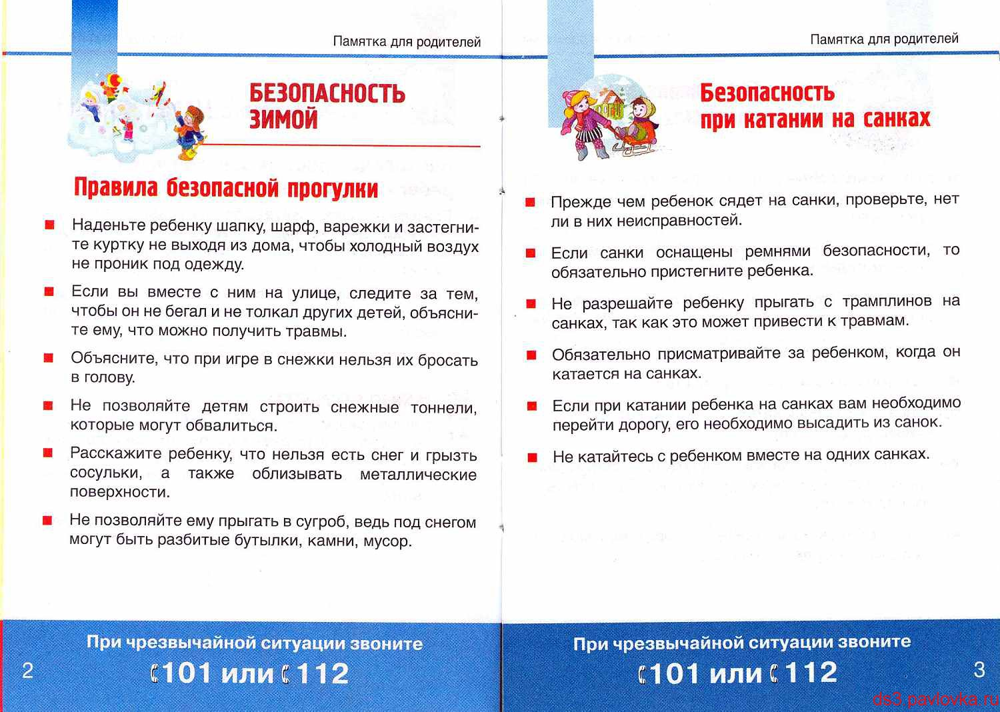 Памятка для родителей
БЕЗОПАСНОСТЬ
ЗИМОЙ
Правила безопасной прогулки
Наденьте ребенку шапку, шарф, варежки и застегни-
те куртку не выходя из дома, чтобы холодный воздух
не проник под одежду.
Если вы вместе с ним на улице, следите за тем,
чтобы он не бегал и не толкал других детей, объясни-
те ему, что можно получить травмы.
Объясните, что при игре в снежки нельзя их бросать
в голову.
Не позволяйте детям строить снежные тоннели,
которые могут обвалиться.
Расскажите ребенку, что нельзя есть снег и грызть
сосульки, а также облизывать металлические
поверхности.
Не позволяйте ему прыгать в сугроб, ведь под снегом
могут быть разбитые бутылки, камни, мусор.
При чрезвычайной ситуации звоните
101 или 112
2
Памятка для родителей
Безопасность
при катании на санках
Прежде чем ребенок сядет на санки, проверьте, нет
ли в них неисправностей.
Если санки оснащены ремнями безопасности, то
обязательно пристегните ребенка.
Не разрешайте ребенку прыгать с трамплинов на
санках, так как это может привести к травмам.
Обязательно присматривайте за ребенком, когда он
катается на санках.
Если при катании ребенка на санках вам необходимо
перейти дорогу, его необходимо высадить из санок.
Не катайтесь с ребенком вместе на одних санках.
При чрезвычайной ситуации звоните
101 или 112
3
ds3.pavlovka.ru